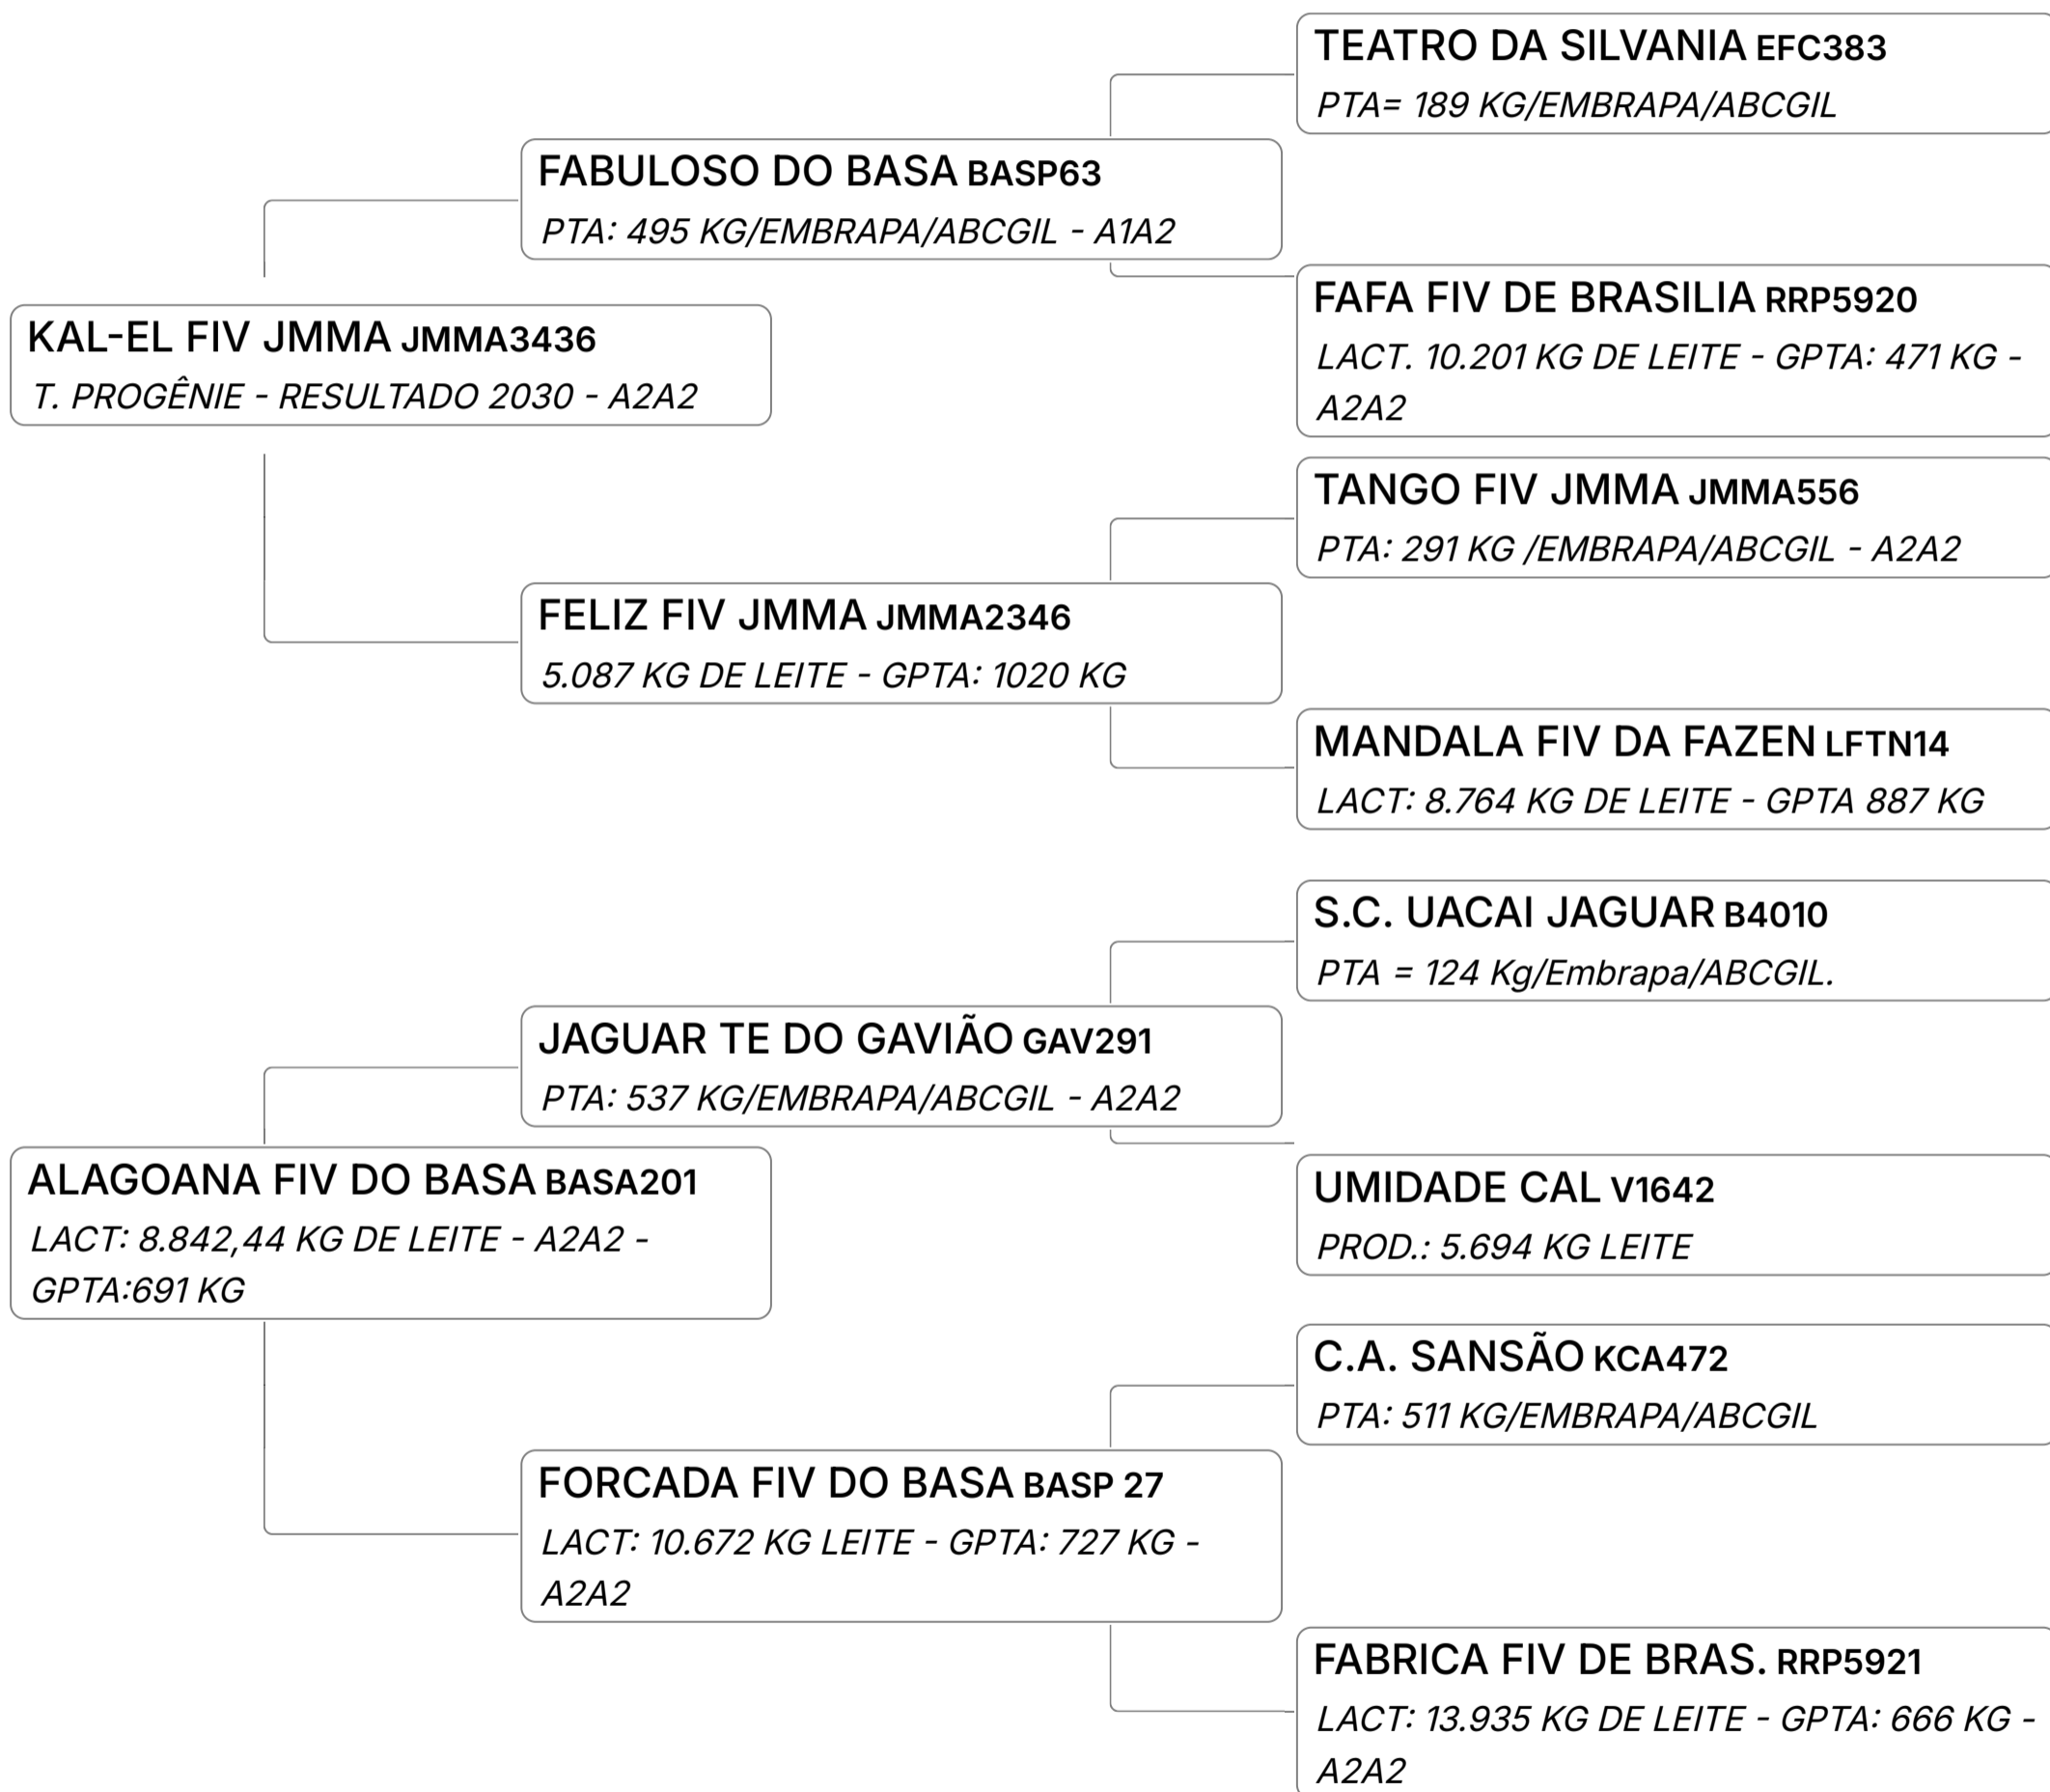 TEATRO DA SILVANIA EFC383
PTA= 189 KG/EMBRAPA/ABCGIL
FABULOSO DO BASA BASP63
PTA: 495 KG/EMBRAPA/ABCGIL - A1A2
FAFA FIV DE BRASILIA RRP5920
LACT. 10.201 KG DE LEITE - GPTA: 471 KG -
A2A2
KAL-EL FIV JMMA JMMA3436
T. PROGÊNIE - RESULTADO 2030 - A2A2
TANGO FIV JMMA JMMA556
PTA: 291 KG /EMBRAPA/ABCGIL - A2A2
FELIZ FIV JMMA JMMA2346
5.087 KG DE LEITE - GPTA: 1020 KG
MANDALA FIV DA FAZEN LFTN14
LACT: 8.764 KG DE LEITE - GPTA 887 KG
S.C. UACAI JAGUAR B4010
PTA = 124 Kg/Embrapa/ABCGIL.
JAGUAR TE DO GAVIÃO GAV291
PTA: 537 KG/EMBRAPA/ABCGIL - A2A2
UMIDADE CAL V1642
PROD.: 5.694 KG LEITE
ALAGOANA FIV DO BASA BASA201
LACT: 8.842,44 KG DE LEITE - A2A2 -
GPTA:691 KG
C.A. SANSÃO KCA472
PTA: 511 KG/EMBRAPA/ABCGIL
FORCADA FIV DO BASA BASP 27
LACT: 10.672 KG LEITE - GPTA: 727 KG -
A2A2
FABRICA FIV DE BRAS. RRP5921
LACT: 13.935 KG DE LEITE - GPTA: 666 KG -
A2A2